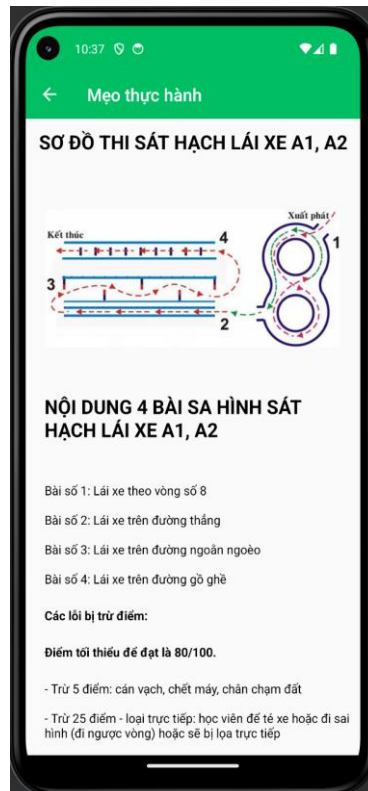 10:37
Mẹo thực hành
SƠ ĐỒ THI SÁT HẠCH LÁI XE A1, A2
Xuất phát
Kết thúc
4
1
3
2
NỘI DUNG 4 BÀI SA HÌNH SÁT
HẠCH LÁI XE A1, A2
Bài số 1: Lái xe theo vòng số 8
Bài số 2: Lái xe trên đường thẳng
Bài số 3: Lái xe trên đường ngoằn ngoèo
Bài số 4: Lái xe trên đường gồ ghề
Các lỗi bị trừ điểm:
Điểm tối thiểu để đạt là 80/100.
- Trừ 5 điểm: cán vạch, chết máy, chân chạm đất
- Trừ 25 điểm - loại trực tiếp: học viên để té xe hoặc đi sai
hình (đi ngược vòng) hoặc sẽ bị lọa trực tiếp